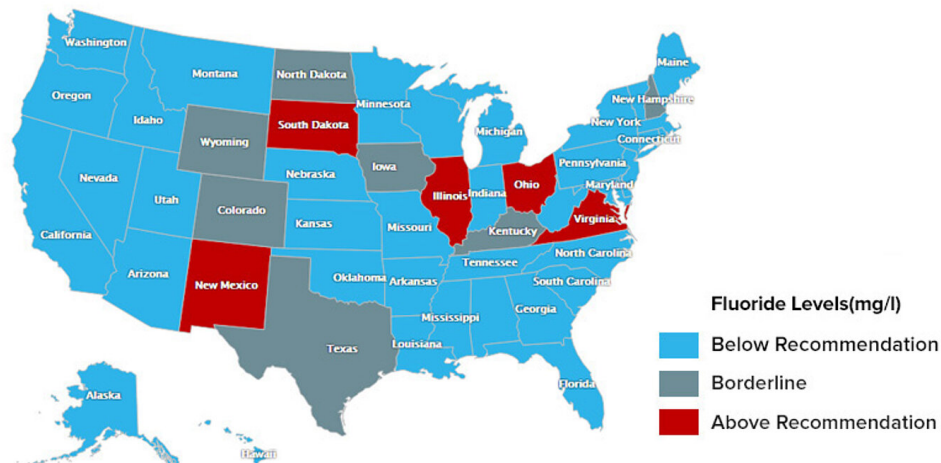 Washington
Montana
North Dakota
Minnesota
Maine
Oregon
Idaho
South Dakota
Wyoming
Michigan
New Hampshire
New York
Connecticut
Iowa
Nebraska
Nevada
Utah
Colorado
Illinois
Indiana
Ohio
Pennsylvania
Maryland
Kansas
Missouri
Kentucky
Virginia
California
Arizona
New Mexico
Oklahoma
Arkansas
Tennessee
North Carolina
South Carolina
Mississippi
Georgia
Texas
Louisiana
Florida
Alaska
Hawaii
Fluoride Levels(mg/l)
Below Recommendation
Borderline
Above Recommendation